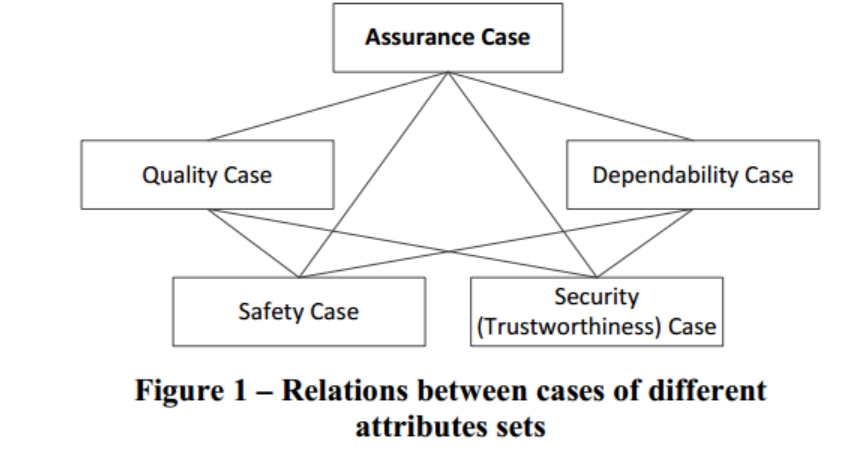 Assurance Case
Quality Case
Dependability Case
Safety Case
Security
(Trustworthiness) Case
Figure 1 – Relations between cases of different
attributes sets